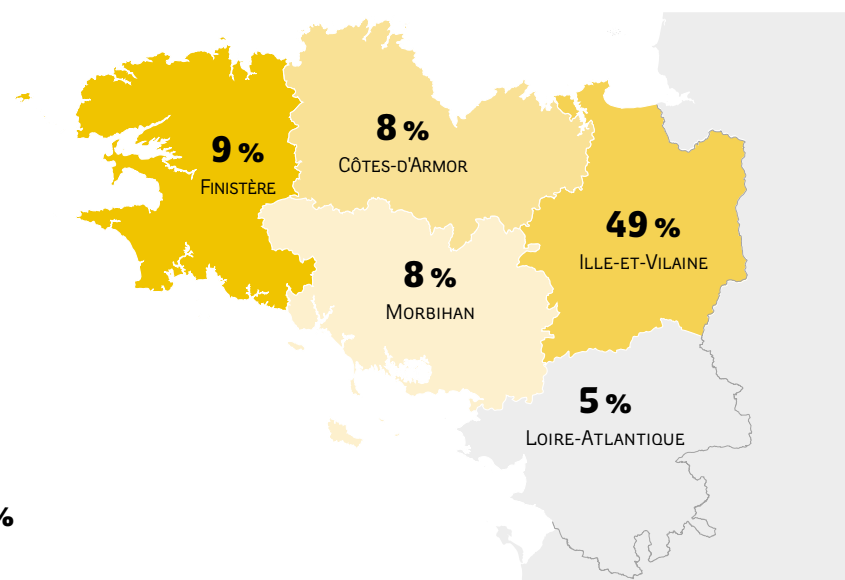 8 %
CÔTES-D'ARMOR
9 %
FINISTÈRE
49 %
ILLE-ET-VILAINE
8 %
MORBIHAN
5 %
LOIRE-ATLANTIQUE
%